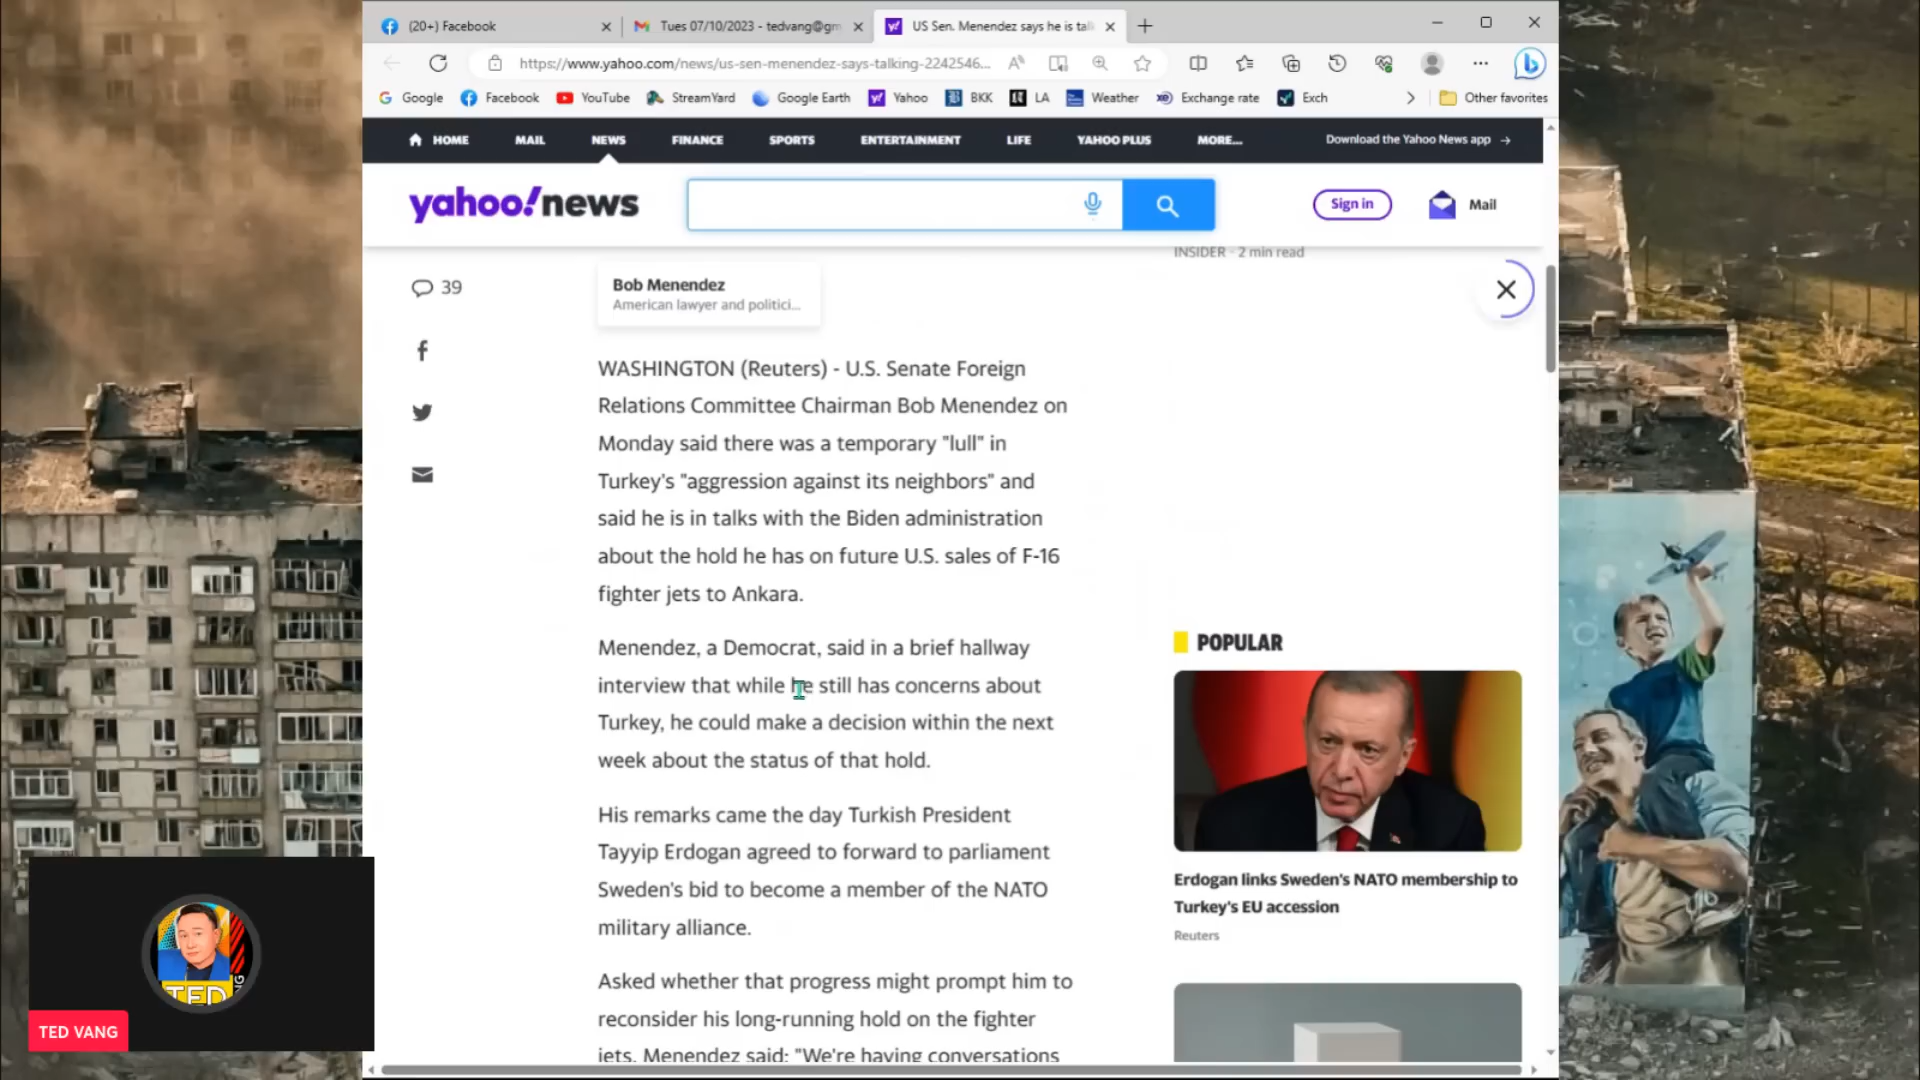 (20+) Facebook
Tues 07/10/2023 - tedvang@gm
US Sen. Menendez says he is tal
https://www.yahoo.com/news/us-sen-menendez-says-talking-2242546...
Google
Facebook
YouTube
StreamYard
Google Earth
Yahoo
BKK
LA
Weather
Exchange rate
Exch
Other favorites
HOME
MAIL
NEWS
FINANCE
SPORTS
ENTERTAINMENT
LIFE
YAHOO PLUS
MORE...
Download the Yahoo News app →
yahoo!news
Sign in
Mail
INSIDER · 2 min read
39
Bob Menendez
American lawyer and politici...
WASHINGTON (Reuters) - U.S. Senate Foreign
Relations Committee Chairman Bob Menendez on
Monday said there was a temporary "lull" in
Turkey's "aggression against its neighbors" and
said he is in talks with the Biden administration
about the hold he has on future U.S. sales of F-16
fighter jets to Ankara.
Menendez, a Democrat, said in a brief hallway
interview that while he still has concerns about
Turkey, he could make a decision within the next
week about the status of that hold.
His remarks came the day Turkish President
Tayyip Erdogan agreed to forward to parliament
Sweden's bid to become a member of the NATO
military alliance.
Asked whether that progress might prompt him to
reconsider his long-running hold on the fighter
jets, Menendez said: "We're having conversations
POPULAR
Erdogan links Sweden's NATO membership to
Turkey's EU accession
Reuters
TED
TED VANG